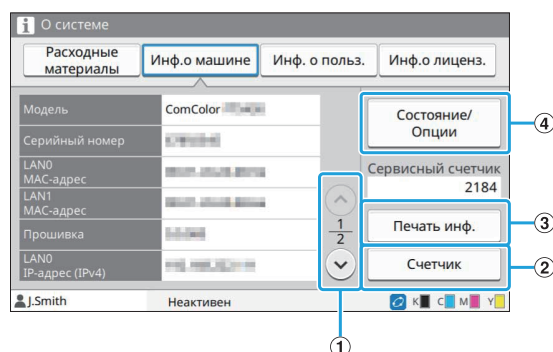 i О системе
Расходные
материалы
Инф.о машине
Инф. о польз.
Инф.о лиценз.
Модель
ComColor
Серийный номер
LAN0
MAC-адрес
LAN1
MAC-адрес
Прошивка
LAN0
IP-адрес (IPv4)
1
2
Состояние/
Опции
Сервисный счетчик
2184
Печать инф.
Счетчик
J.Smith
Неактивен
K C M Y
4
3
2
1